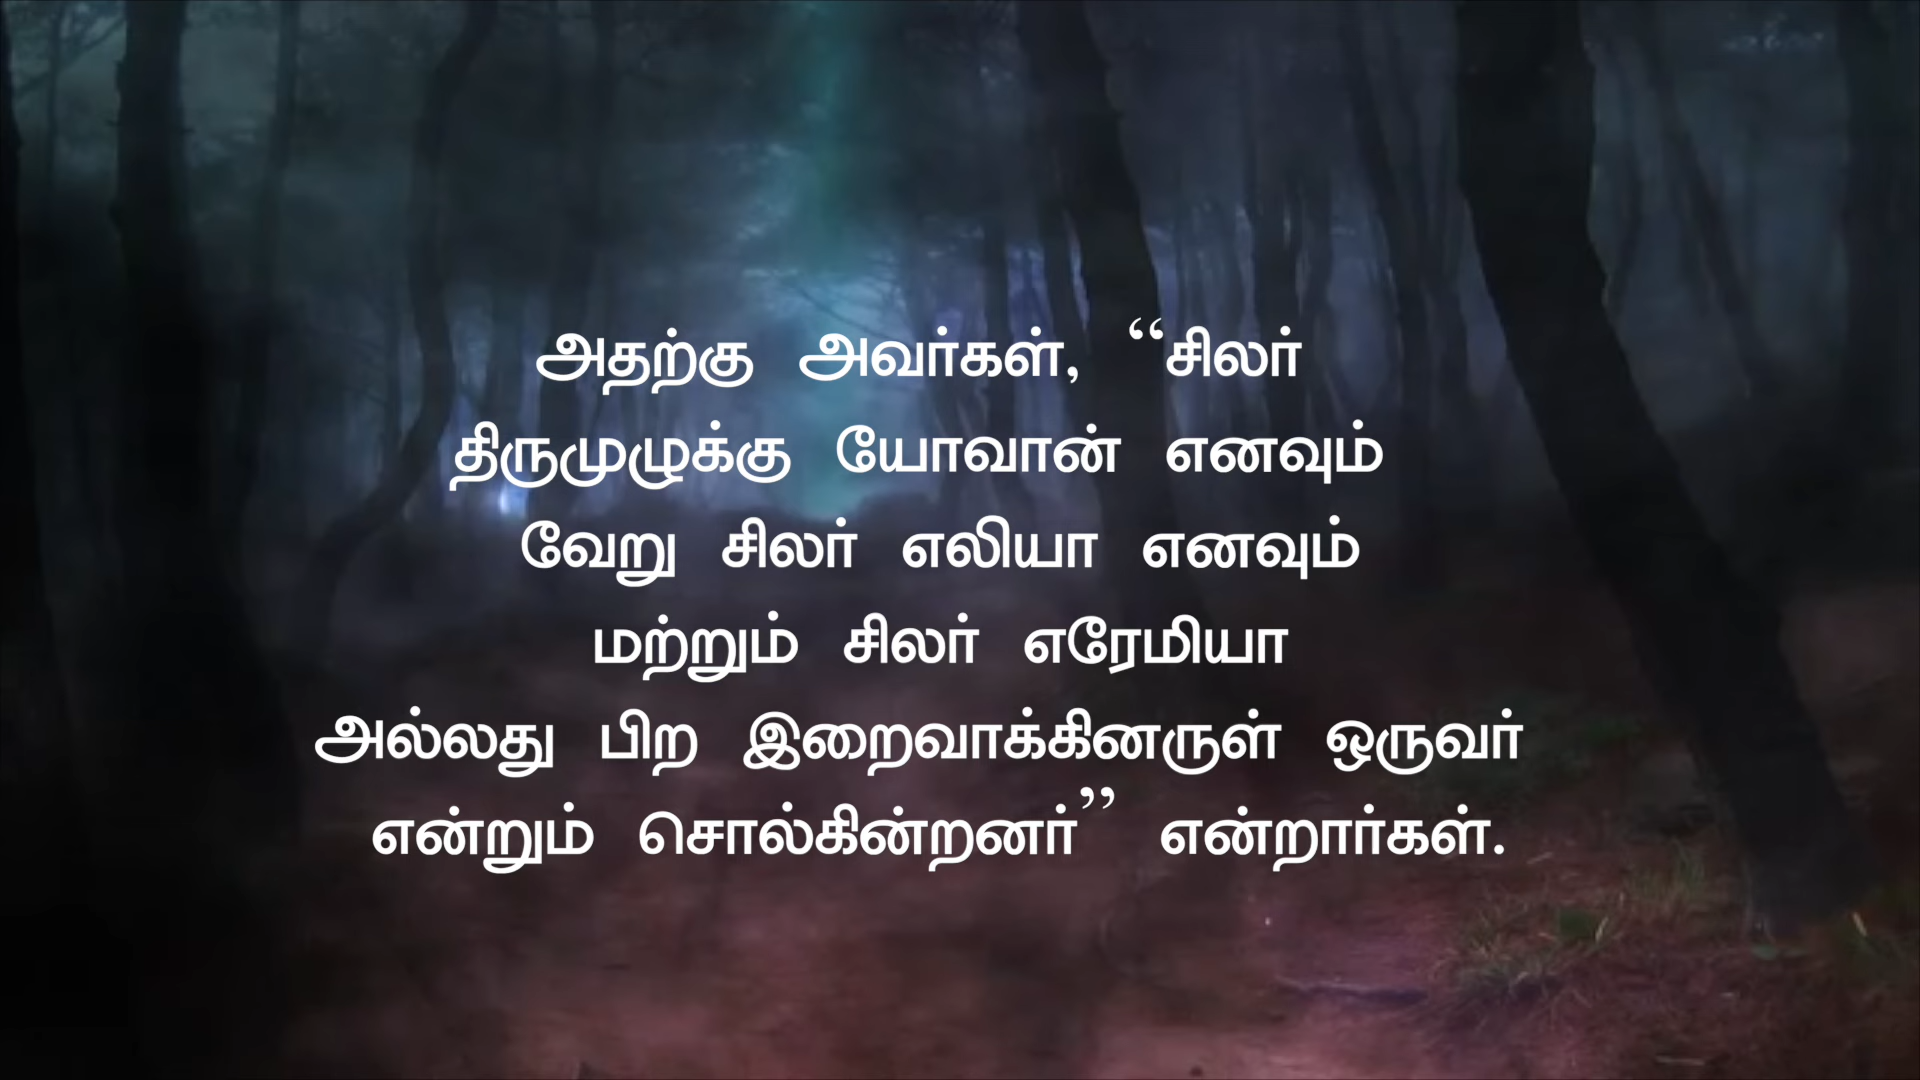 அதற்கு அவர்கள், “சிலர்
திருமுழுக்கு யோவான் எனவும்
வேறு சிலர் எலியா எனவும்
மற்றும் சிலர் எரேமியா
அல்லது பிற இறைவாக்கினருள் ஒருவர்
என்றும் சொல்கின்றனர்” என்றார்கள்.